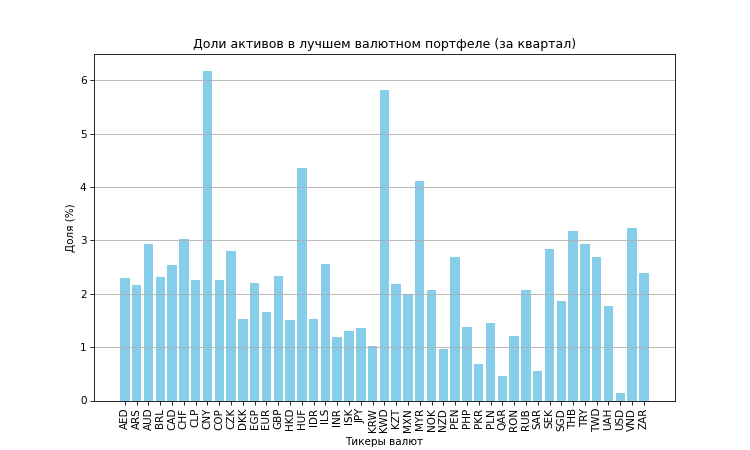 Доли активов в лучшем валютном портфеле (за квартал)
6
5
4
3
2
1
0
Доля (%)
AED ARS AUD BRL CAD CHF CLP CNY COP CZK DKK EGP EUR GBP HKD HUF IDR ILS INR ISK JPY KRW KWD KZT MXN MYR NOK NZD PEN PHP PKR PLN QAR RON RUB SAR SEK SGD THB TRY TWD UAH USD VND ZAR
Тикеры валют